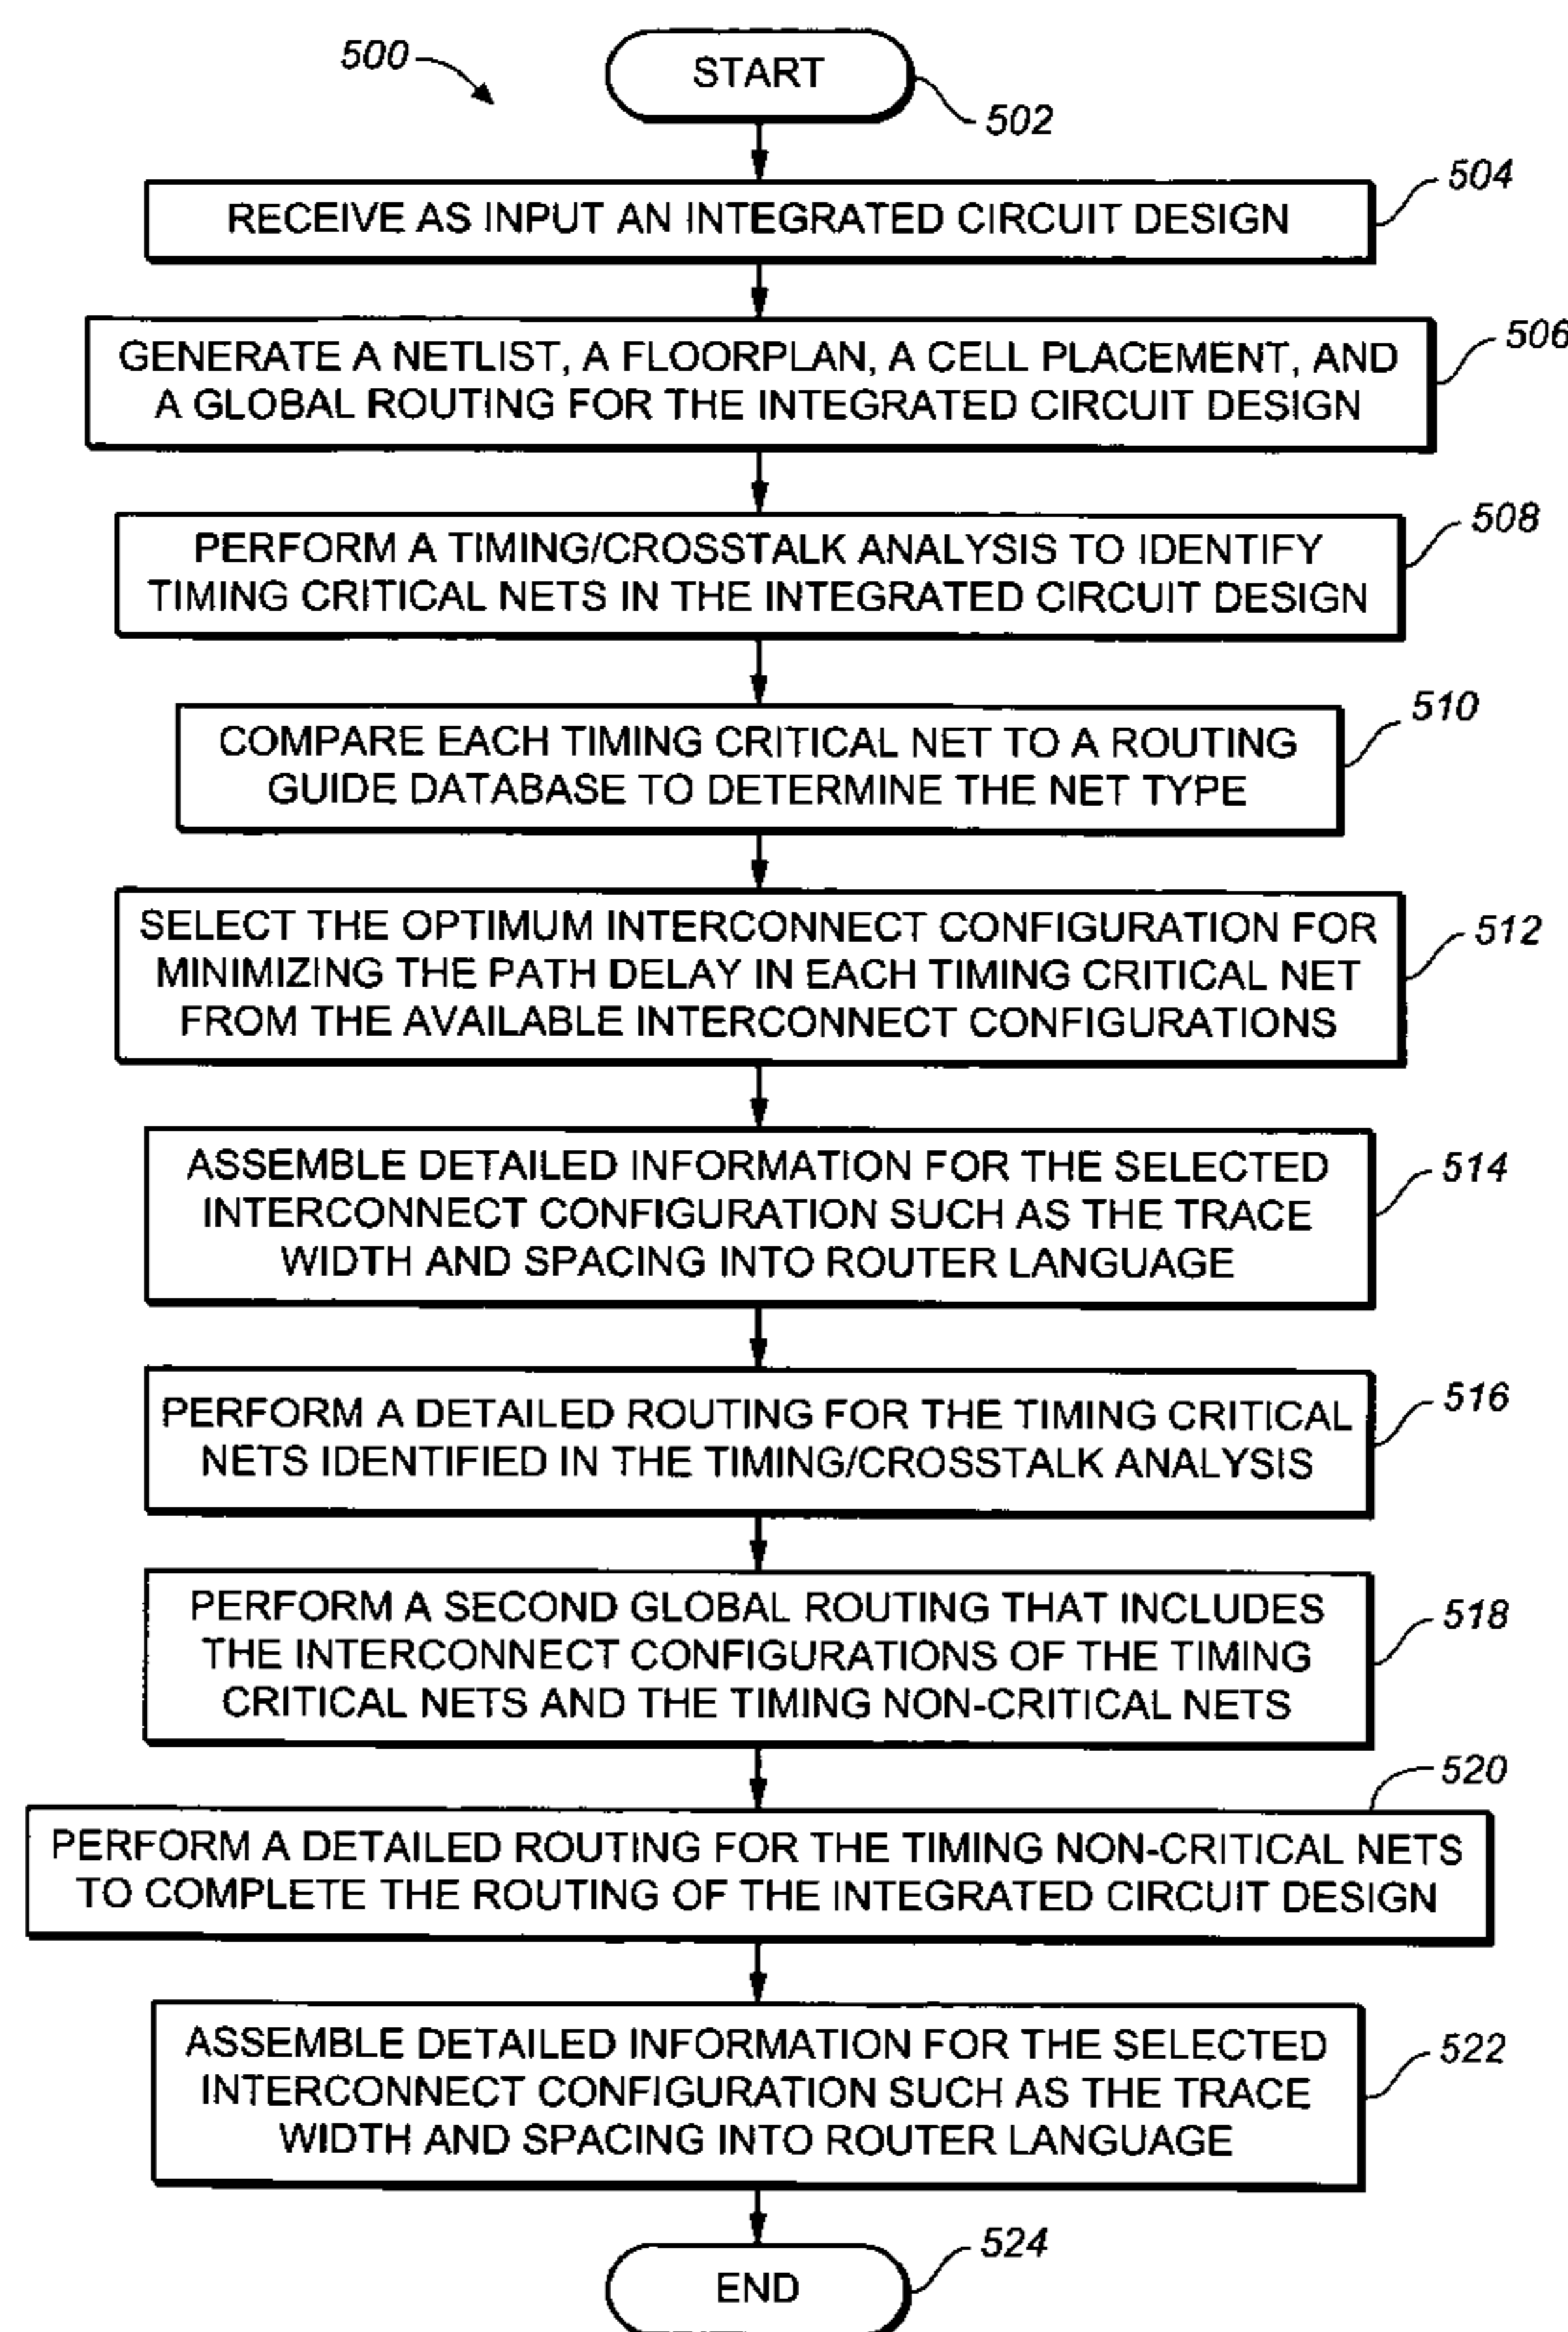 500
START
502
504
RECEIVE AS INPUT AN INTEGRATED CIRCUIT DESIGN
506
GENERATE A NETLIST, A FLOORPLAN, A CELL PLACEMENT, AND
A GLOBAL ROUTING FOR THE INTEGRATED CIRCUIT DESIGN
508
PERFORM A TIMING/CROSSTALK ANALYSIS TO IDENTIFY
TIMING CRITICAL NETS IN THE INTEGRATED CIRCUIT DESIGN
510
COMPARE EACH TIMING CRITICAL NET TO A ROUTING
GUIDE DATABASE TO DETERMINE THE NET TYPE
512
SELECT THE OPTIMUM INTERCONNECT CONFIGURATION FOR
MINIMIZING THE PATH DELAY IN EACH TIMING CRITICAL NET
FROM THE AVAILABLE INTERCONNECT CONFIGURATIONS
514
ASSEMBLE DETAILED INFORMATION FOR THE SELECTED
INTERCONNECT CONFIGURATION SUCH AS THE TRACE
WIDTH AND SPACING INTO ROUTER LANGUAGE
516
PERFORM A DETAILED ROUTING FOR THE TIMING CRITICAL
NETS IDENTIFIED IN THE TIMING/CROSSTALK ANALYSIS
518
PERFORM A SECOND GLOBAL ROUTING THAT INCLUDES
THE INTERCONNECT CONFIGURATIONS OF THE TIMING
CRITICAL NETS AND THE TIMING NON-CRITICAL NETS
520
PERFORM A DETAILED ROUTING FOR THE TIMING NON-CRITICAL NETS
TO COMPLETE THE ROUTING OF THE INTEGRATED CIRCUIT DESIGN
522
ASSEMBLE DETAILED INFORMATION FOR THE SELECTED
INTERCONNECT CONFIGURATION SUCH AS THE TRACE
WIDTH AND SPACING INTO ROUTER LANGUAGE
524
END